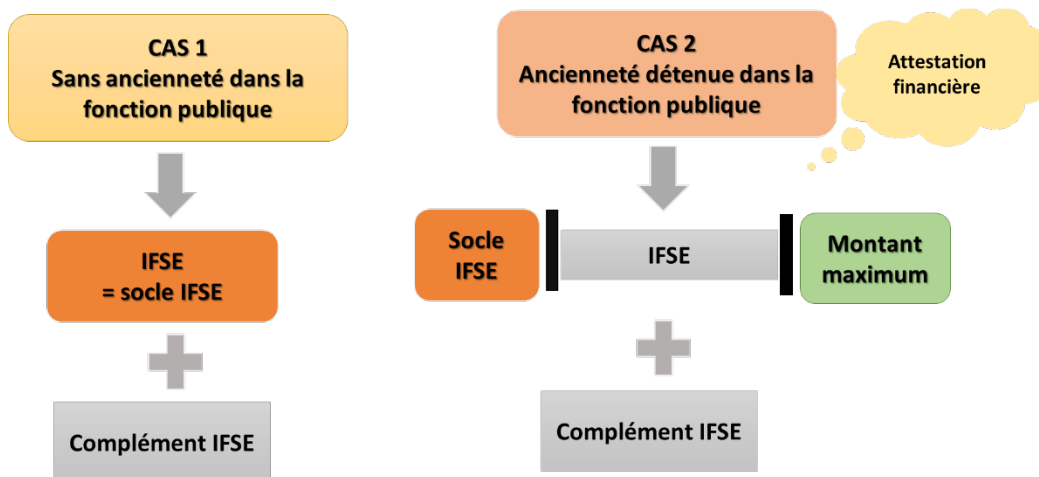 CAS 1
Sans ancienneté dans la
fonction publique
IFSE
= socle IFSE
Complément IFSE
CAS 2
Ancienneté détenue dans la
fonction publique
Attestation
financière
Socle
IFSE
IFSE
Montant
maximum
Complément IFSE